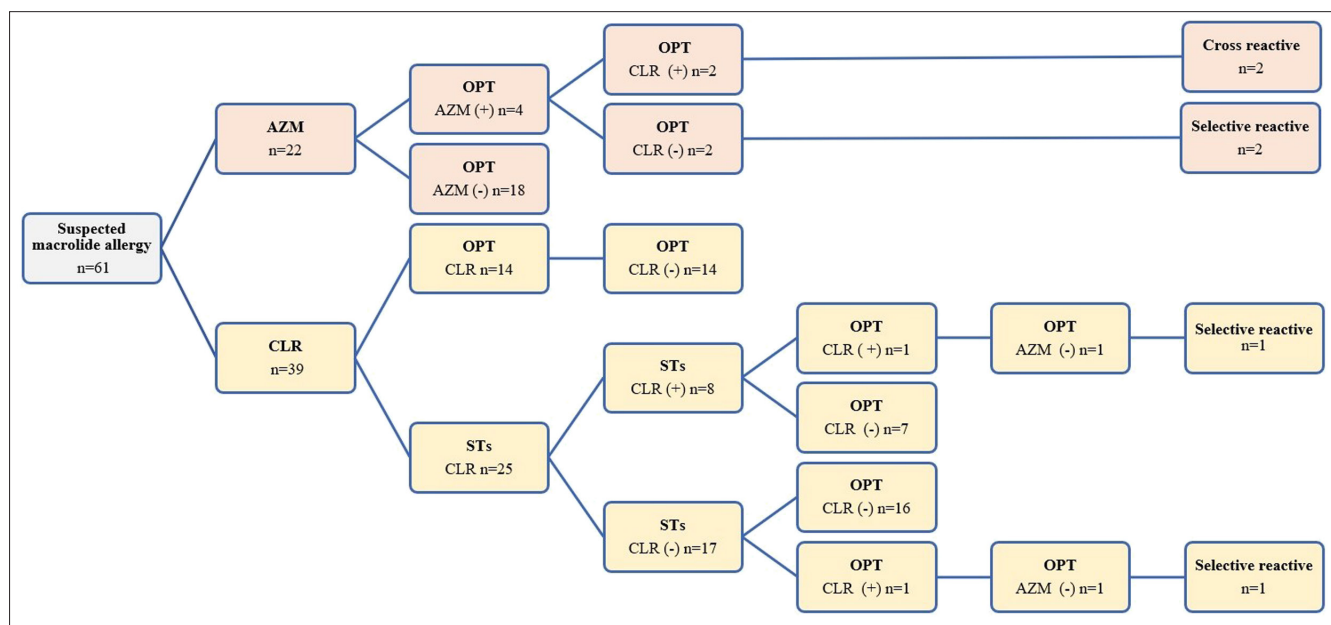 Suspected
macrolide allergy
n=61
AZM
n=22
OPT
AZM (+) n=4
OPT
CLR (+) n=2
Cross reactive
n=2
OPT
CLR (-) n=2
Selective reactive
n=2
OPT
AZM (-) n=18
CLR
n=39
OPT
CLR n=14
OPT
CLR (-) n=14
STs
CLR n=25
STs
CLR (+) n=8
OPT
CLR ( +) n=1
OPT
AZM (-) n=1
Selective reactive
n=1
OPT
CLR (-) n=7
STs
CLR (-) n=17
OPT
CLR (-) n=16
OPT
CLR (+) n=1
OPT
AZM (-) n=1
Selective reactive
n=1